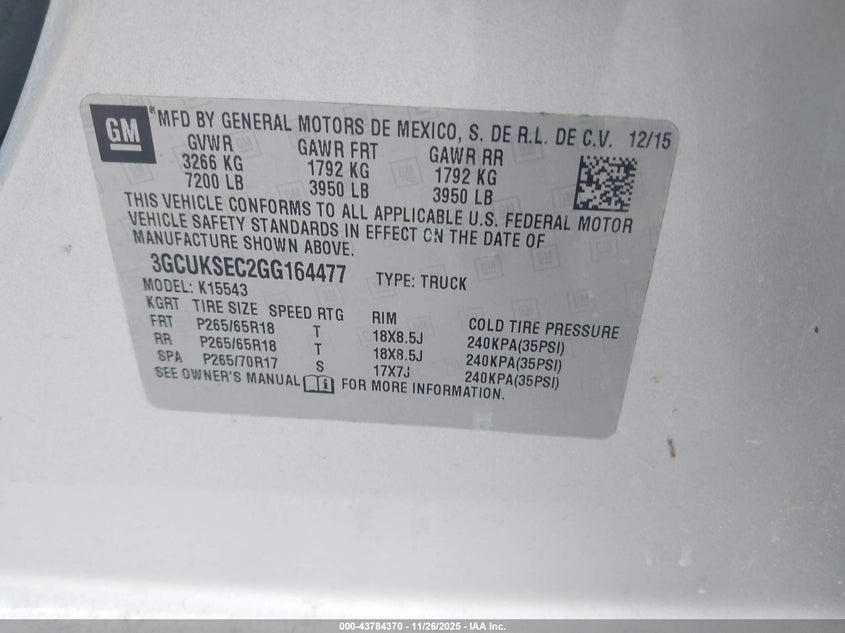 GM
MFD BY GENERAL MOTORS DE MEXICO, S. DE R.L. DE C.V. 12/15
GVWR GAWR FRT GAWR RR
3266 KG 1792 KG 1792 KG
7200 LB 3950 LB 3950 LB
THIS VEHICLE CONFORMS TO ALL APPLICABLE U.S. FEDERAL MOTOR
VEHICLE SAFETY STANDARDS IN EFFECT ON THE DATE OF
MANUFACTURE SHOWN ABOVE.
3GCUKSEC2GG164477 TYPE: TRUCK
MODEL: K15543
KGRT TIRE SIZE SPEED RTG RIM COLD TIRE PRESSURE
FRT P265/65R18 T 18X8.5J 240KPA(35PSI)
RR P265/65R18 T 18X8.5J 240KPA(35PSI)
SPA P265/70R17 S 17X7J 240KPA(35PSI)
SEE OWNER'S MANUAL FOR MORE INFORMATION.
000-43784370 - 11/26/2025 - IAA Inc.